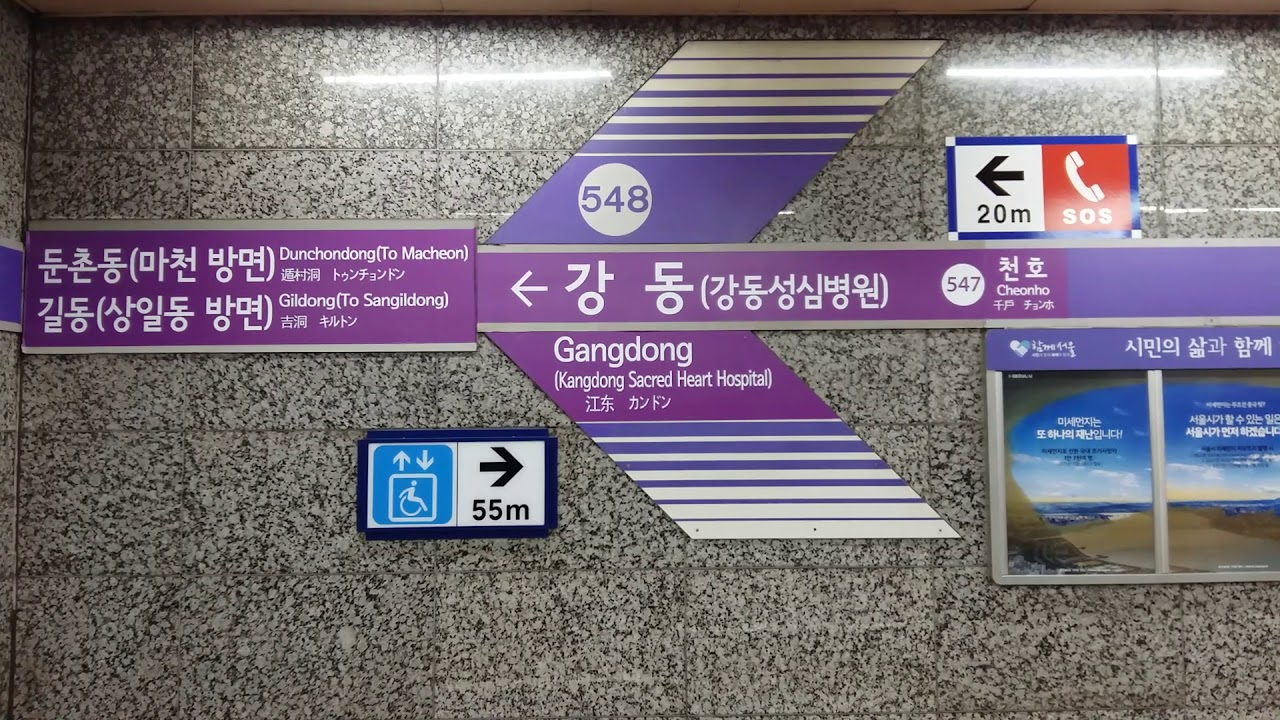 548
둔촌동(마천 방면) Dunchondong(To Macheon)
遁村洞 トゥンチョンドン
길동(상일동 방면) Gildong(To Sangildong)
吉洞 キルトン
← 강 동 (강동성심병원)
Gangdong
(Kangdong Sacred Heart Hospital)
江东 カンドン
547 천호
Cheonho
千戶 チョンホ
←
20m
SOS
→
55m
함께서울
시민의 삶과 함께
미세먼지는
또 하나의 재난입니다!
서울시가 할 수 있는 일은
서울시가 먼저 하겠습니다